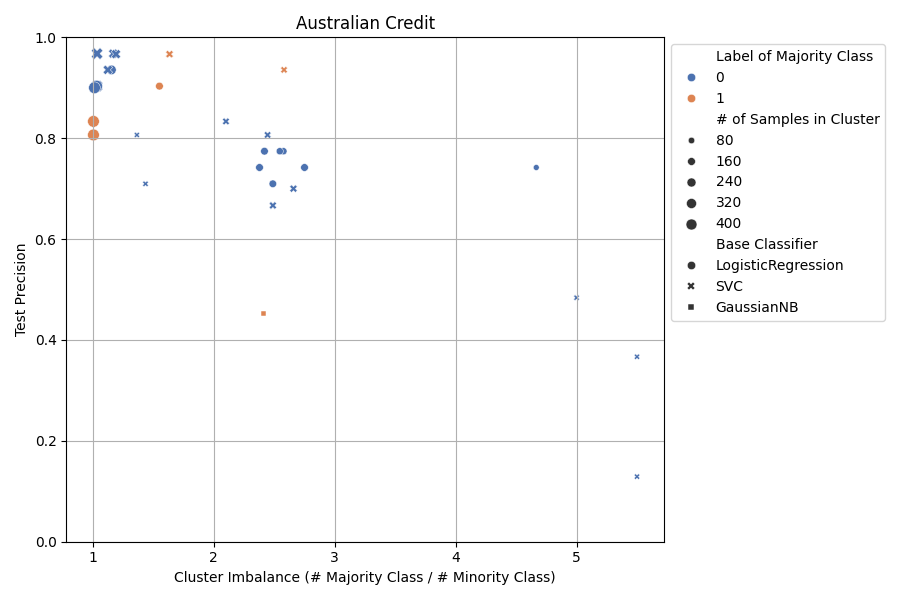 Australian Credit
Test Precision
1.0
0.8
0.6
0.4
0.2
0.0
1
2
3
4
5
Cluster Imbalance (# Majority Class / # Minority Class)
Label of Majority Class
0
1
# of Samples in Cluster
80
160
240
320
400
Base Classifier
LogisticRegression
SVC
GaussianNB